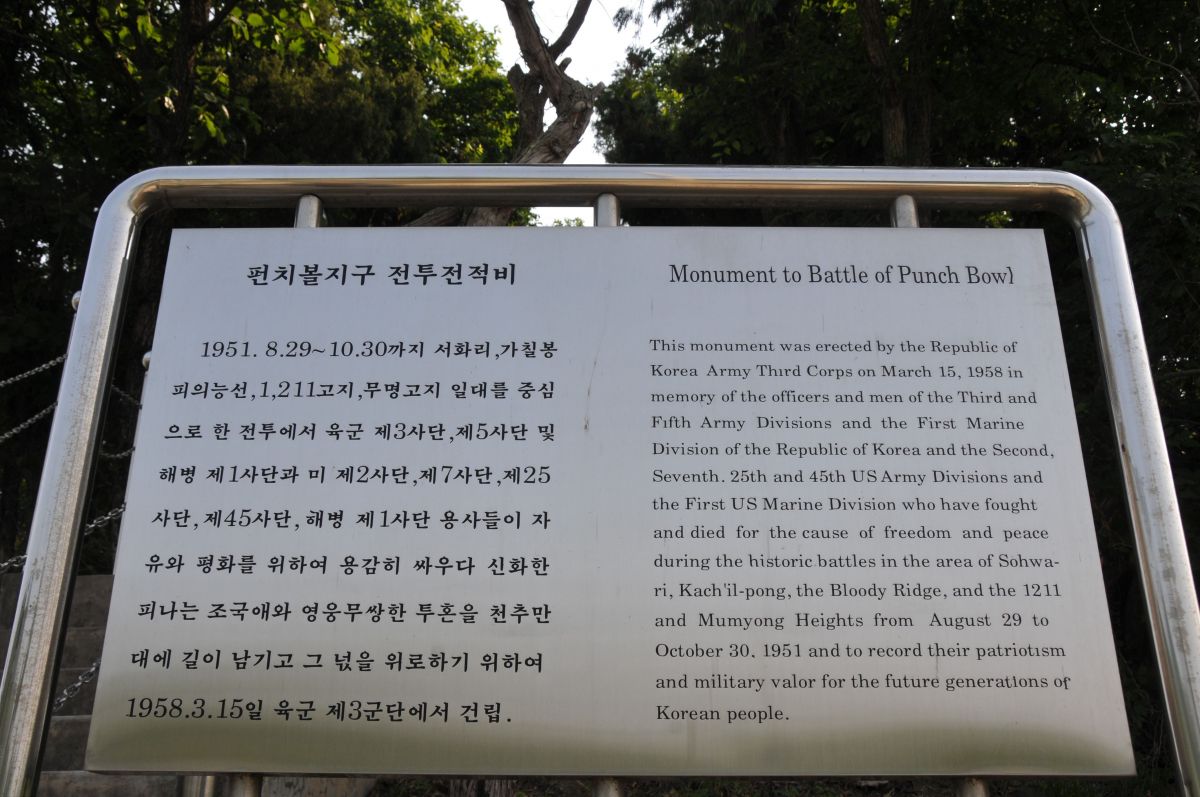 펀치볼지구 전투전적비
1951. 8.29~10.30까지 서화리,가칠봉
피의능선,1,211고지,무명고지 일대를 중심
으로 한 전투에서 육군 제3사단,제5사단 및
해병 제1사단과 미 제2사단,제7사단,제25
사단,제45사단, 해병 제1사단 용사들이 자
유와 평화를 위하여 용감히 싸우다 신화한
피나는 조국애와 영웅무쌍한 투혼을 천추만
대에 길이 남기고 그 넋을 위로하기 위하여
1958.3.15일 육군 제3군단에서 건립.
Monument to Battle of Punch Bowl
This monument was erected by the Republic of
Korea Army Third Corps on March 15, 1958 in
memory of the officers and men of the Third and
Fifth Army Divisions and the First Marine
Division of the Republic of Korea and the Second,
Seventh. 25th and 45th US Army Divisions and
the First US Marine Division who have fought
and died for the cause of freedom and peace
during the historic battles in the area of Sohwa-
ri, Kach'il-pong, the Bloody Ridge, and the 1211
and Mumyong Heights from August 29 to
October 30, 1951 and to record their patriotism
and military valor for the future generations of
Korean people.